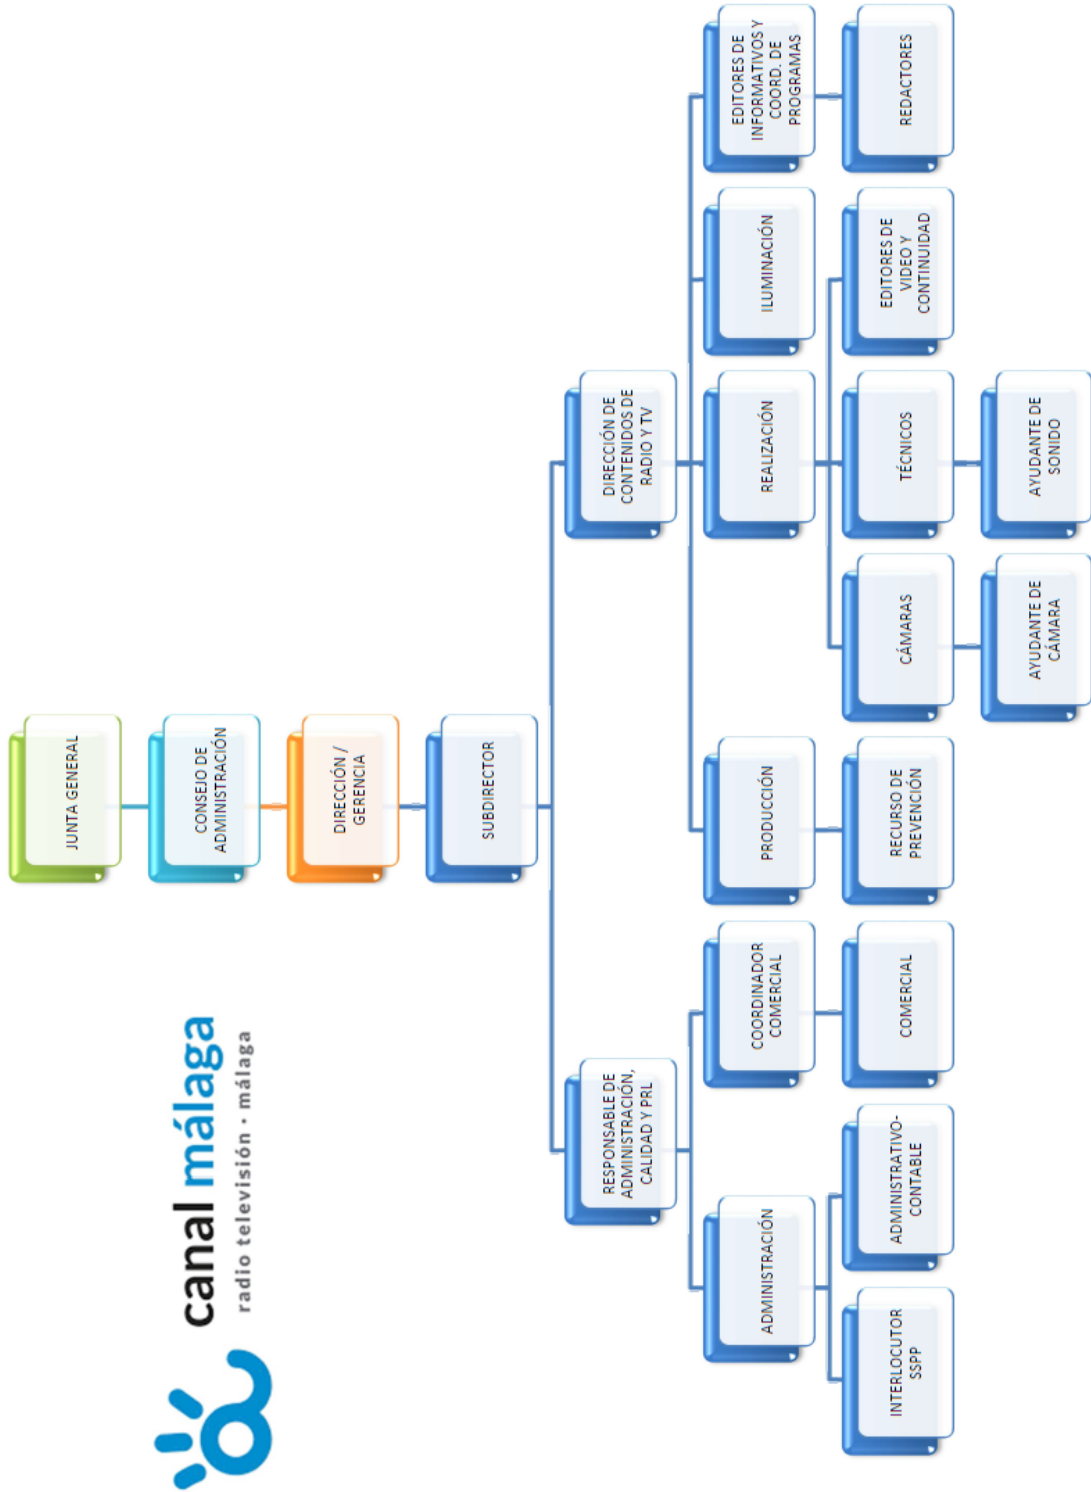 canal málaga
radio televisión · málaga
JUNTA GENERAL
CONSEJO DE
ADMINISTRACIÓN
DIRECCIÓN /
GERENCIA
SUBDIRECTOR
RESPONSABLE DE
ADMINISTRACIÓN,
CALIDAD Y PRL
DIRECCIÓN DE
CONTENIDOS DE
RADIO Y TV
ADMINISTRACIÓN
COORDINADOR
COMERCIAL
PRODUCCIÓN
REALIZACIÓN
ILUMINACIÓN
EDITORES DE
INFORMATIVOS Y
COORD. DE
PROGRAMAS
INTERLOCUTOR
SSPP
ADMINISTRATIVO-
CONTABLE
COMERCIAL
RECURSO DE
PREVENCIÓN
CÁMARAS
TÉCNICOS
EDITORES DE
VIDEO Y
CONTINUIDAD
REDACTORES
AYUDANTE DE
CÁMARA
AYUDANTE DE
SONIDO